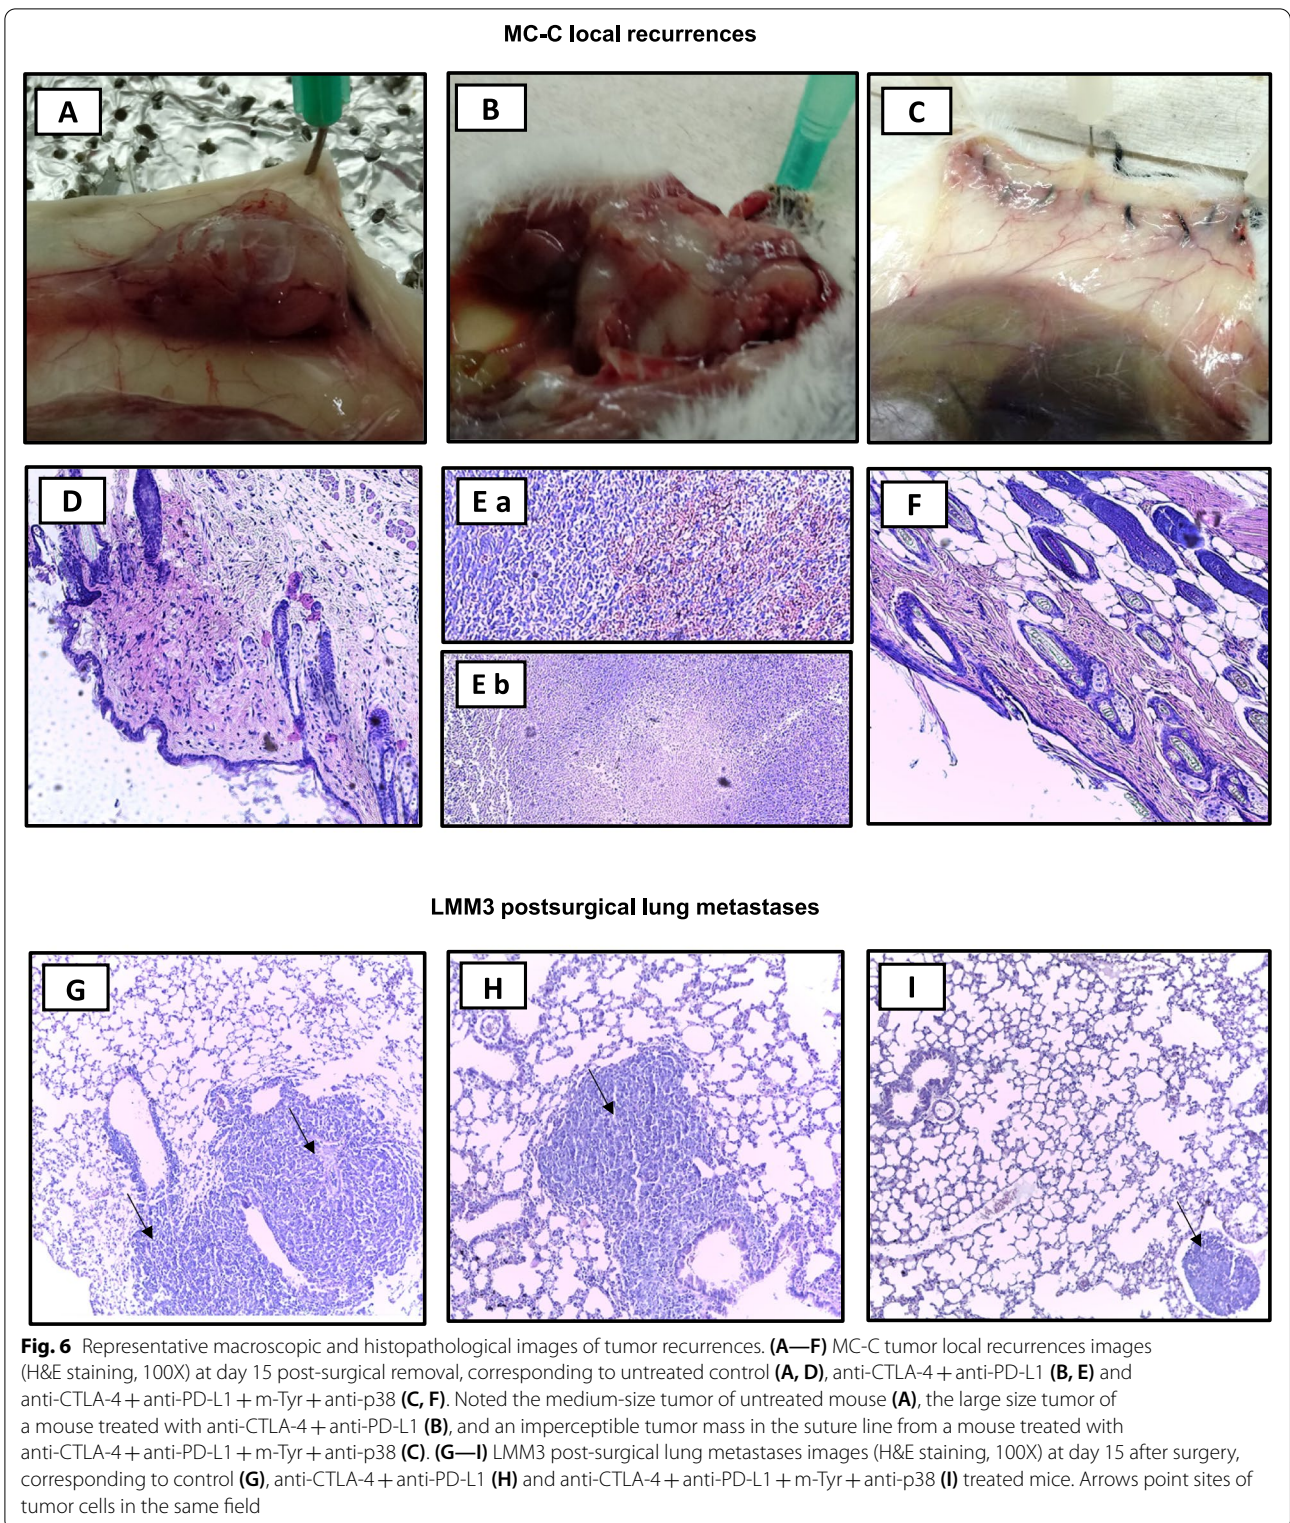 MC-C local recurrences
A
B
C
D
E a
E b
F
LMM3 postsurgical lung metastases
G
H
I
Fig. 6 Representative macroscopic and histopathological images of tumor recurrences. (A—F) MC-C tumor local recurrences images
(H&E staining, 100X) at day 15 post-surgical removal, corresponding to untreated control (A, D), anti-CTLA-4 + anti-PD-L1 (B, E) and
anti-CTLA-4 + anti-PD-L1 + m-Tyr + anti-p38 (C, F). Noted the medium-size tumor of untreated mouse (A), the large size tumor of
a mouse treated with anti-CTLA-4 + anti-PD-L1 (B), and an imperceptible tumor mass in the suture line from a mouse treated with
anti-CTLA-4 + anti-PD-L1 + m-Tyr + anti-p38 (C). (G—I) LMM3 post-surgical lung metastases images (H&E staining, 100X) at day 15 after surgery,
corresponding to control (G), anti-CTLA-4 + anti-PD-L1 (H) and anti-CTLA-4 + anti-PD-L1 + m-Tyr + anti-p38 (I) treated mice. Arrows point sites of
tumor cells in the same field